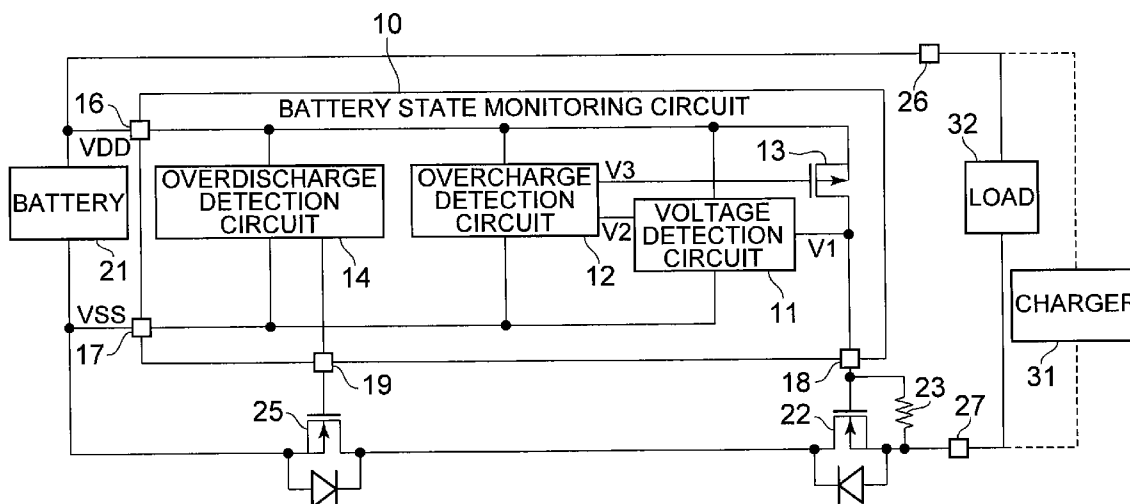 10
BATTERY STATE MONITORING CIRCUIT
16
VDD
26
32
13
BATTERY
OVERDISCHARGE
DETECTION
CIRCUIT
OVERCHARGE
DETECTION
CIRCUIT
V3
V2
VOLTAGE
DETECTION
CIRCUIT
V1
LOAD
21
14
12
11
CHARGER
VSS
17
19
18
31
25
22
23
27